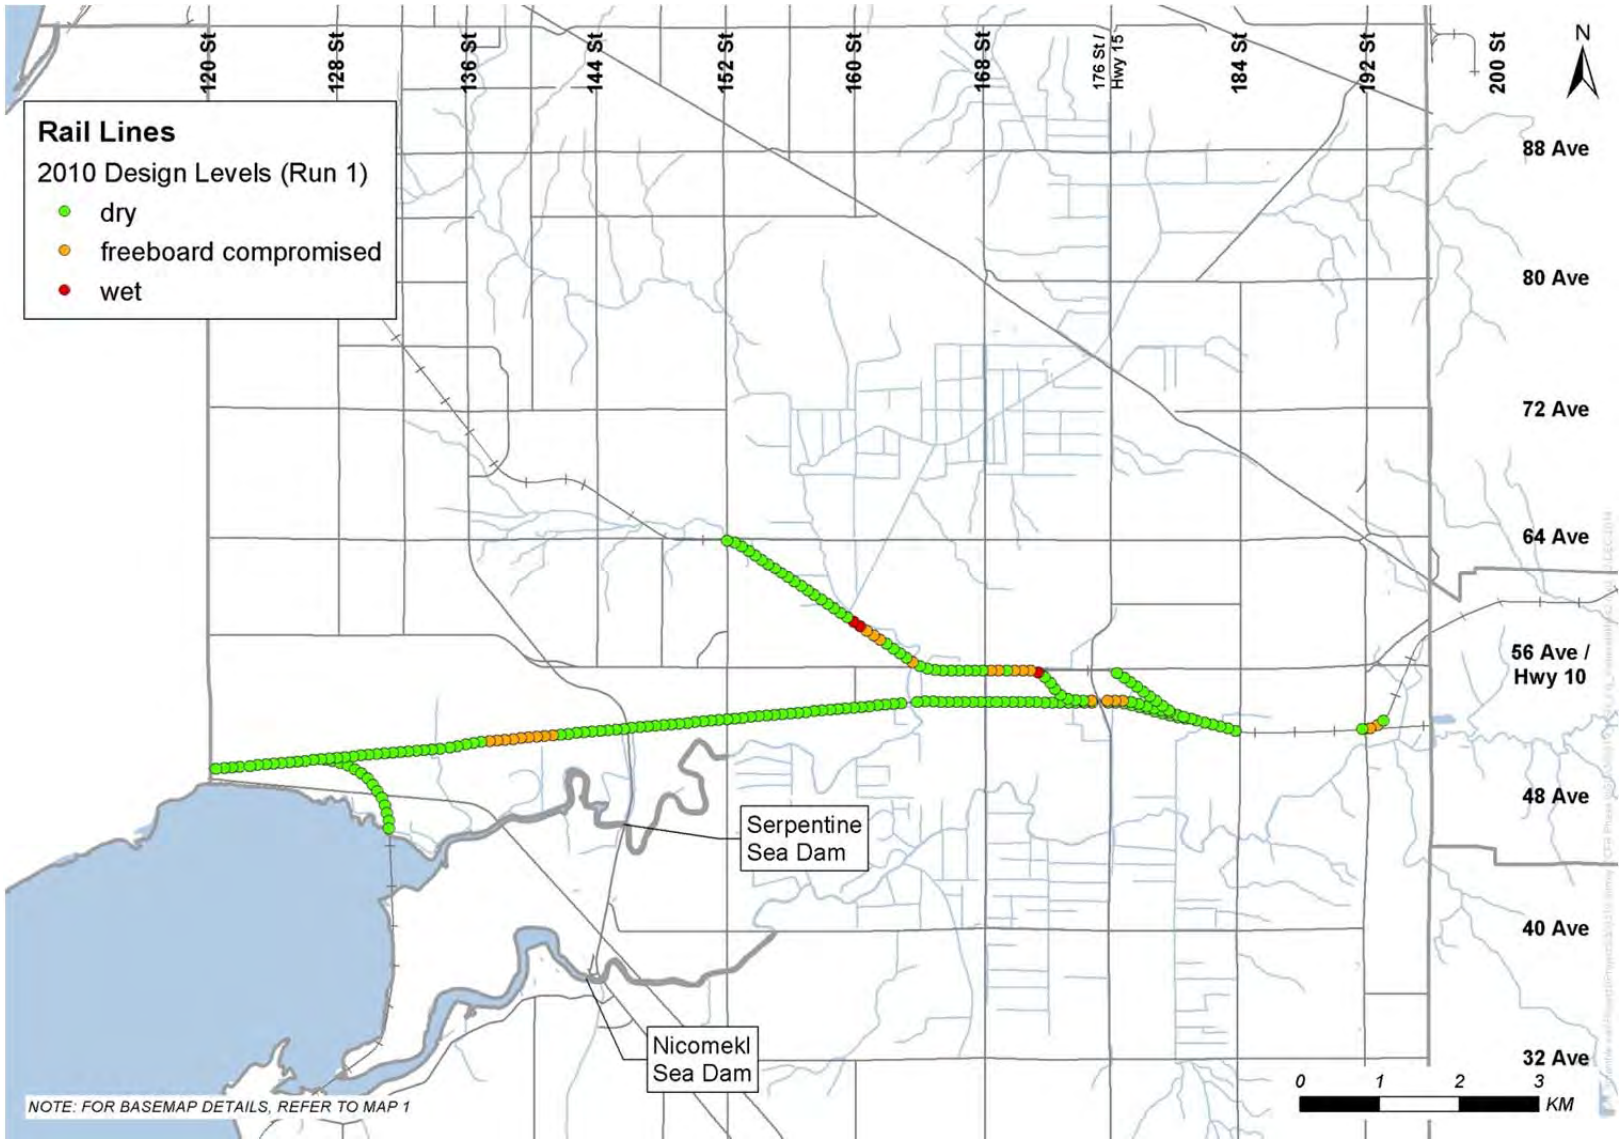 120 St
128 St
136 St
144 St
152 St
160 St
168 St
176 St /
Hwy 15
184 St
192 St
200 St
N
Rail Lines
2010 Design Levels (Run 1)
dry
freeboard compromised
wet
88 Ave
80 Ave
72 Ave
64 Ave
56 Ave /
Hwy 10
48 Ave
40 Ave
32 Ave
Serpentine
Sea Dam
Nicomekl
Sea Dam
0 1 2 3
KM
NOTE: FOR BASEMAP DETAILS, REFER TO MAP 1